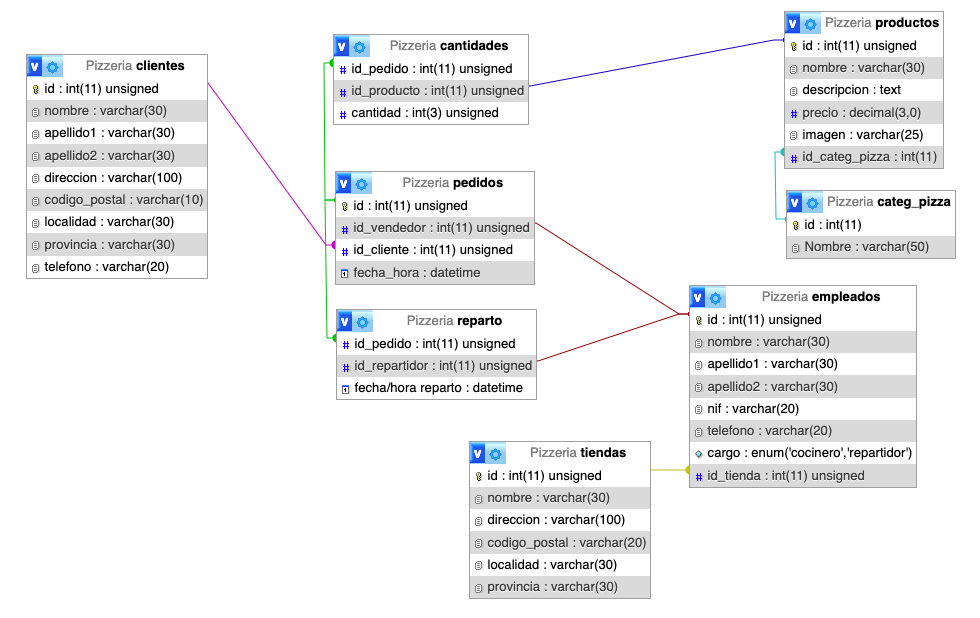 Pizzeria clientes
id : int(11) unsigned
nombre : varchar(30)
apellido1 : varchar(30)
apellido2 : varchar(30)
direccion : varchar(100)
codigo_postal : varchar(10)
localidad : varchar(30)
provincia : varchar(30)
telefono : varchar(20)
Pizzeria cantidades
id_pedido : int(11) unsigned
id_producto : int(11) unsigned
cantidad : int(3) unsigned
Pizzeria pedidos
id : int(11) unsigned
id_vendedor : int(11) unsigned
id_cliente : int(11) unsigned
fecha_hora : datetime
Pizzeria reparto
id_pedido : int(11) unsigned
id_repartidor : int(11) unsigned
fecha/hora reparto : datetime
Pizzeria tiendas
id : int(11) unsigned
nombre : varchar(30)
direccion : varchar(100)
codigo_postal : varchar(20)
localidad : varchar(30)
provincia : varchar(30)
Pizzeria productos
id : int(11) unsigned
nombre : varchar(30)
descripcion : text
precio : decimal(3,0)
imagen : varchar(25)
id_categ_pizza : int(11)
Pizzeria categ_pizza
id : int(11)
Nombre : varchar(50)
Pizzeria empleados
id : int(11) unsigned
nombre : varchar(30)
apellido1 : varchar(30)
apellido2 : varchar(30)
nif : varchar(20)
telefono : varchar(20)
cargo : enum('cocinero','repartidor')
id_tienda : int(11) unsigned